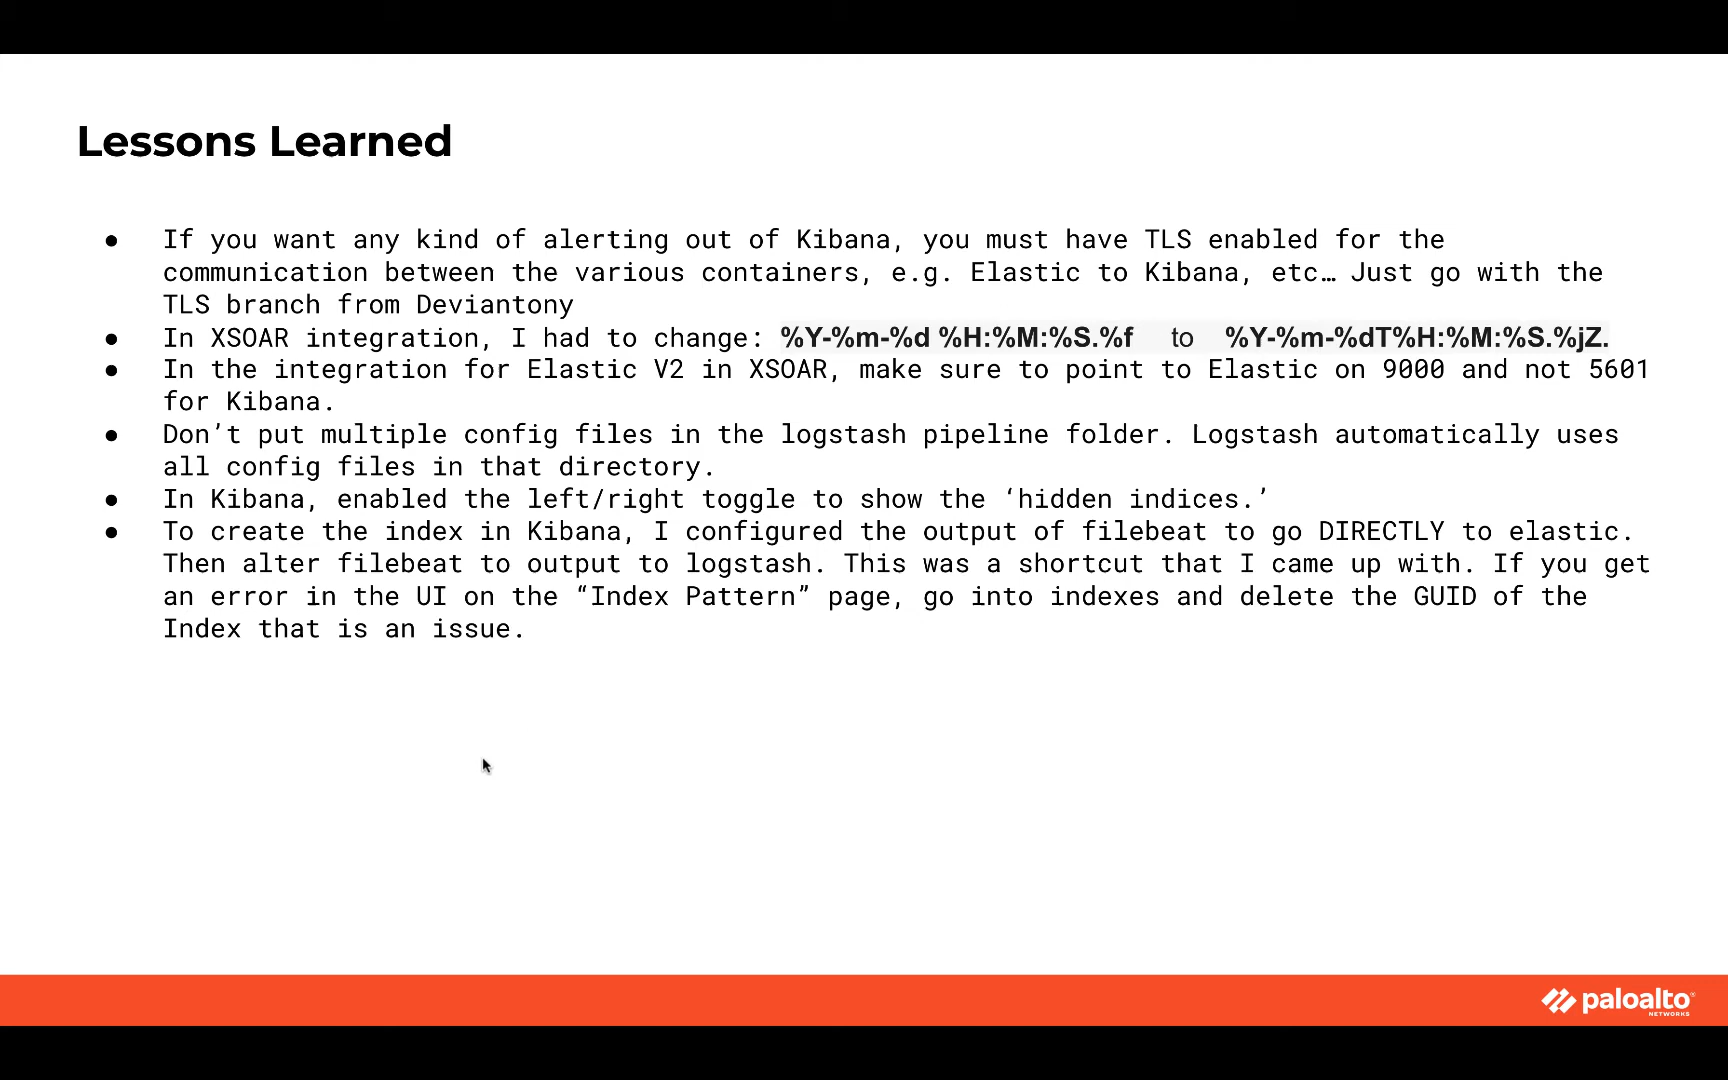 Lessons Learned
● If you want any kind of alerting out of Kibana, you must have TLS enabled for the
communication between the various containers, e.g. Elastic to Kibana, etc… Just go with the
TLS branch from Deviantony
● In XSOAR integration, I had to change: %Y-%m-%d %H:%M:%S.%f to %Y-%m-%dT%H:%M:%S.%jZ.
● In the integration for Elastic V2 in XSOAR, make sure to point to Elastic on 9000 and not 5601
for Kibana.
● Don’t put multiple config files in the logstash pipeline folder. Logstash automatically uses
all config files in that directory.
● In Kibana, enabled the left/right toggle to show the ‘hidden indices.’
● To create the index in Kibana, I configured the output of filebeat to go DIRECTLY to elastic.
Then alter filebeat to output to logstash. This was a shortcut that I came up with. If you get
an error in the UI on the “Index Pattern” page, go into indexes and delete the GUID of the
Index that is an issue.
paloalto®
NETWORKS